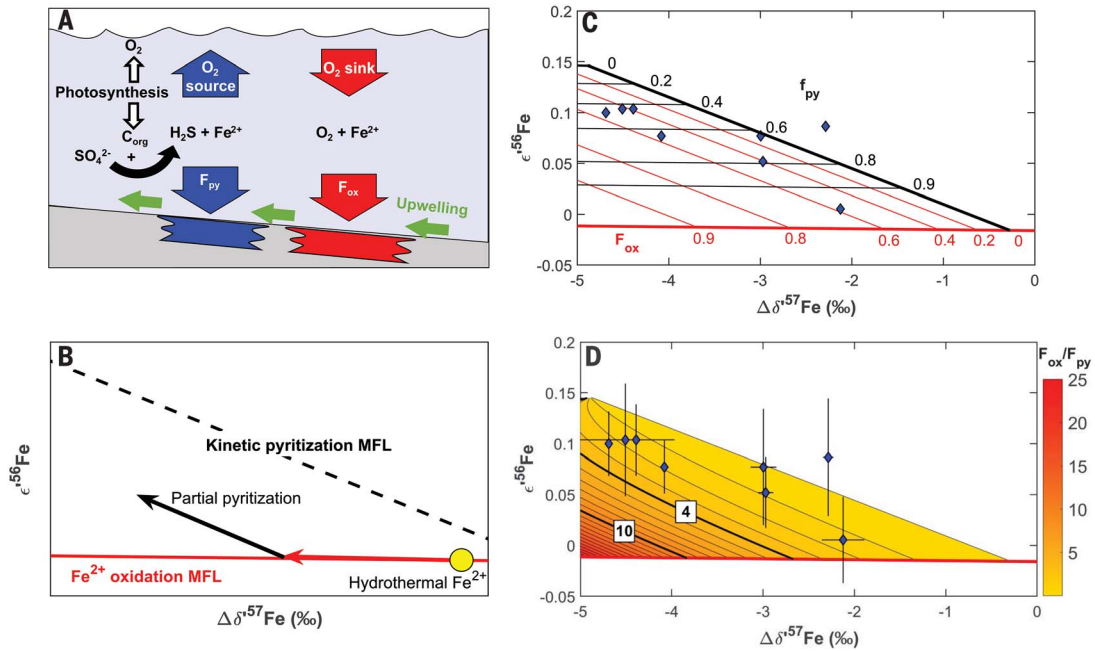 A
O2
Photosynthesis
Corg
SO4 2- +
H2S + Fe2+
O2
source
O2 sink
O2 + Fe2+
Fpy
Fox
Upwelling
B
ε'56Fe
Kinetic pyritization MFL
Partial pyritization
Fe2+ oxidation MFL
Hydrothermal Fe2+
Δδ'57Fe (‰)
C
ε'56Fe
0.2
0.15
0.1
0.05
0
-0.05
0
0.2
0.4
fpy
0.6
0.8
0.9
Fox
0.9
0.8
0.6
0.4
0.2
0
-5
-4
-3
-2
-1
0
Δδ'57Fe (‰)
D
ε'56Fe
0.2
0.15
0.1
0.05
0
-0.05
4
10
-5
-4
-3
-2
-1
0
Δδ'57Fe (‰)
Fox/Fpy
25
20
15
10
5